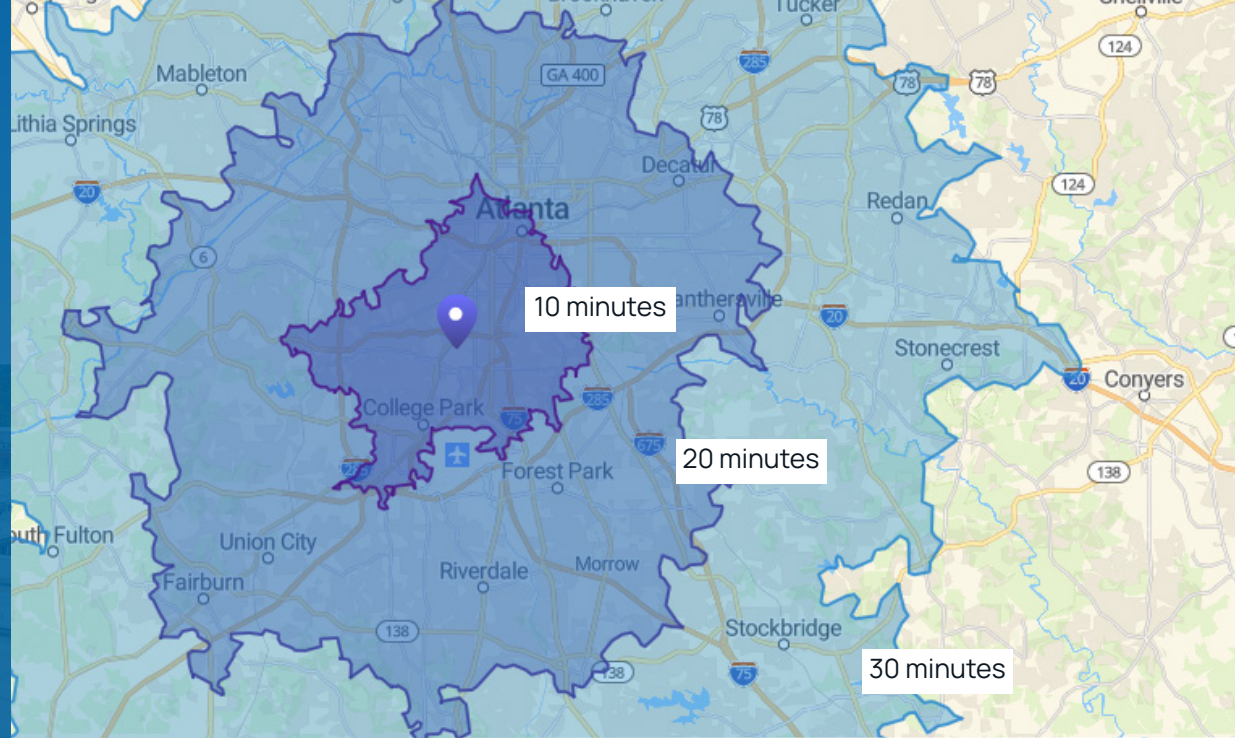 Tucker
124
Mableton
GA 400
285
78
78
78
Lithia Springs
Decatur
20
124
Redan
Atlanta
6
10 minutes
anthersville
20
Stonecrest
20
Conyers
285
College Park
75
675
20 minutes
Forest Park
138
outh Fulton
Union City
Riverdale
Morrow
Fairburn
138
Stockbridge
138
75
30 minutes